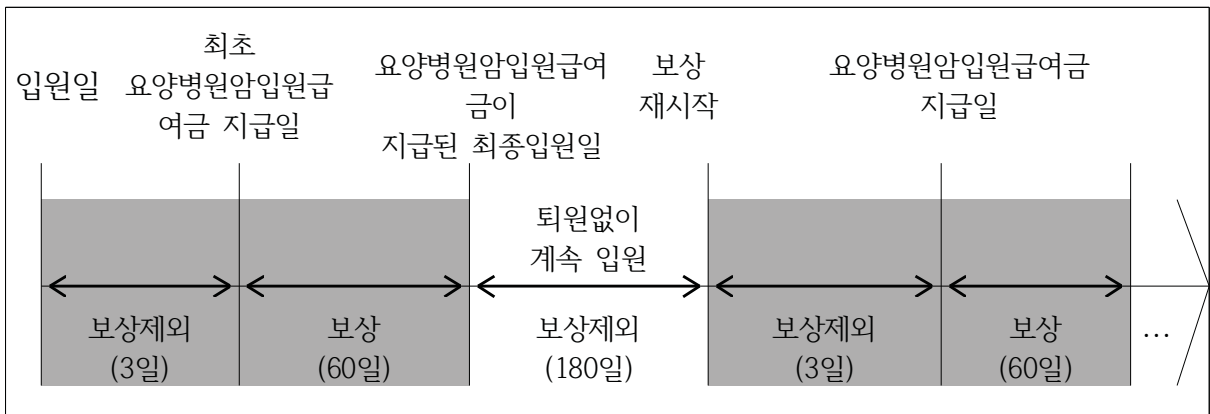 입원일
최초
요양병원암입원급
여금 지급일
요양병원암입원급여
금이
지급된 최종입원일
보상
재시작
요양병원암입원급여금
지급일
퇴원없이
계속 입원
보상제외
(3일)
보상
(60일)
보상제외
(180일)
보상제외
(3일)
보상
(60일)
…